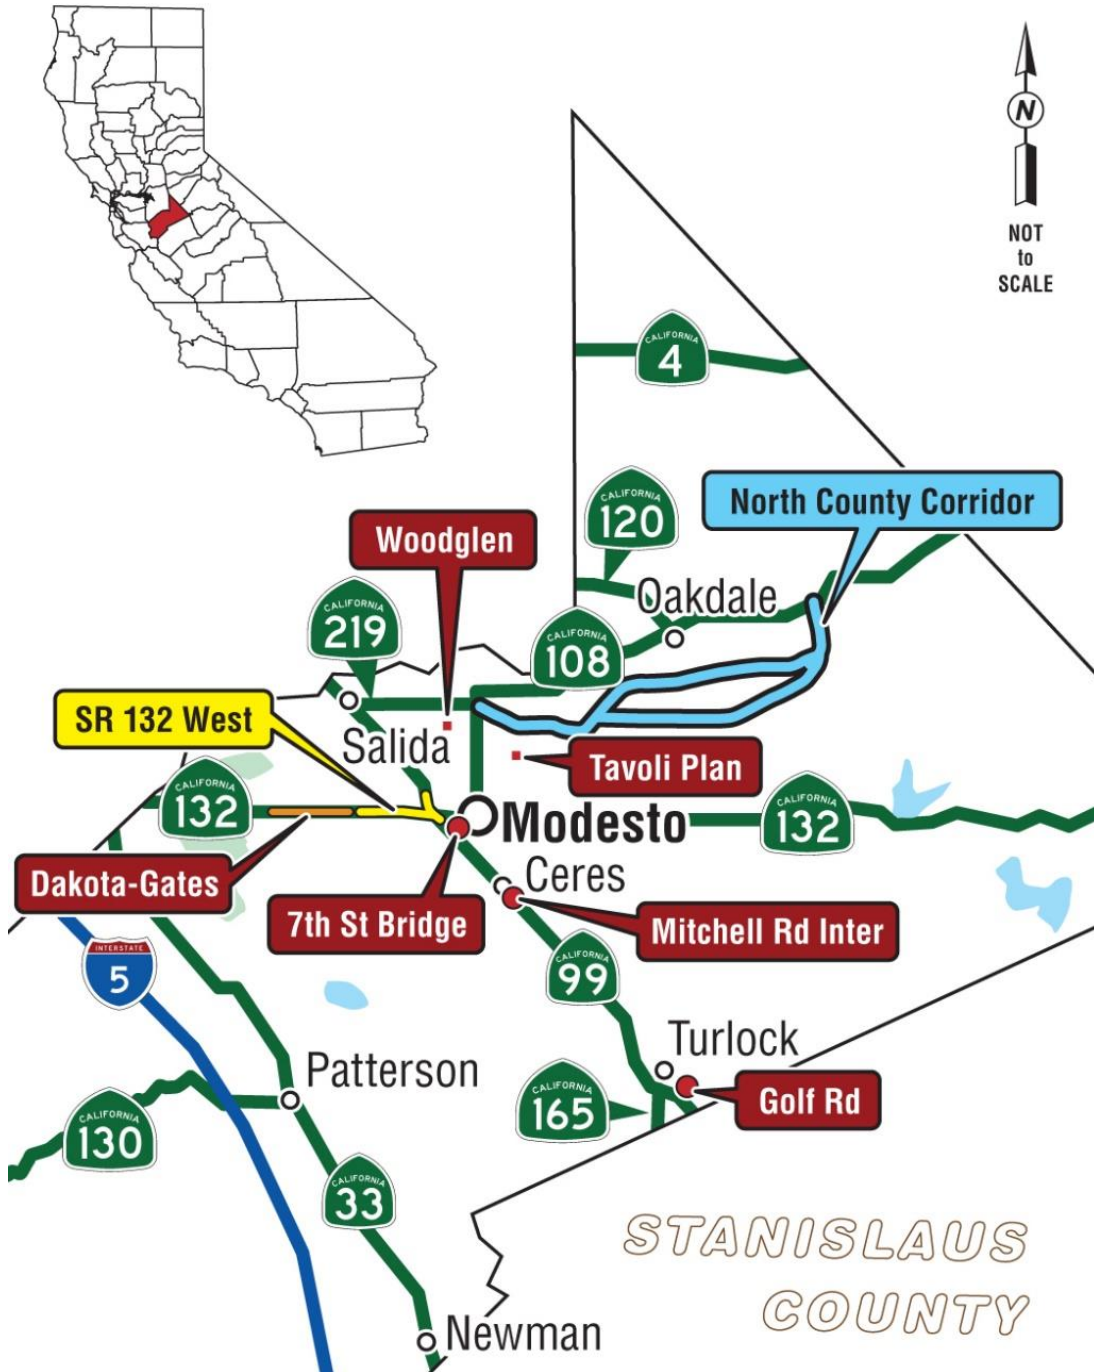 N
NOT
to
SCALE
CALIFORNIA
4
North County Corridor
CALIFORNIA
120
Woodglen
Oakdale
CALIFORNIA
219
CALIFORNIA
108
SR 132 West
Salida
Tavoli Plan
CALIFORNIA
132
Modesto
CALIFORNIA
132
Dakota-Gates
Ceres
7th St Bridge
Mitchell Rd Inter
INTERSTATE
5
CALIFORNIA
99
Turlock
Patterson
CALIFORNIA
165
Golf Rd
CALIFORNIA
130
CALIFORNIA
33
STANISLAUS
COUNTY
Newman